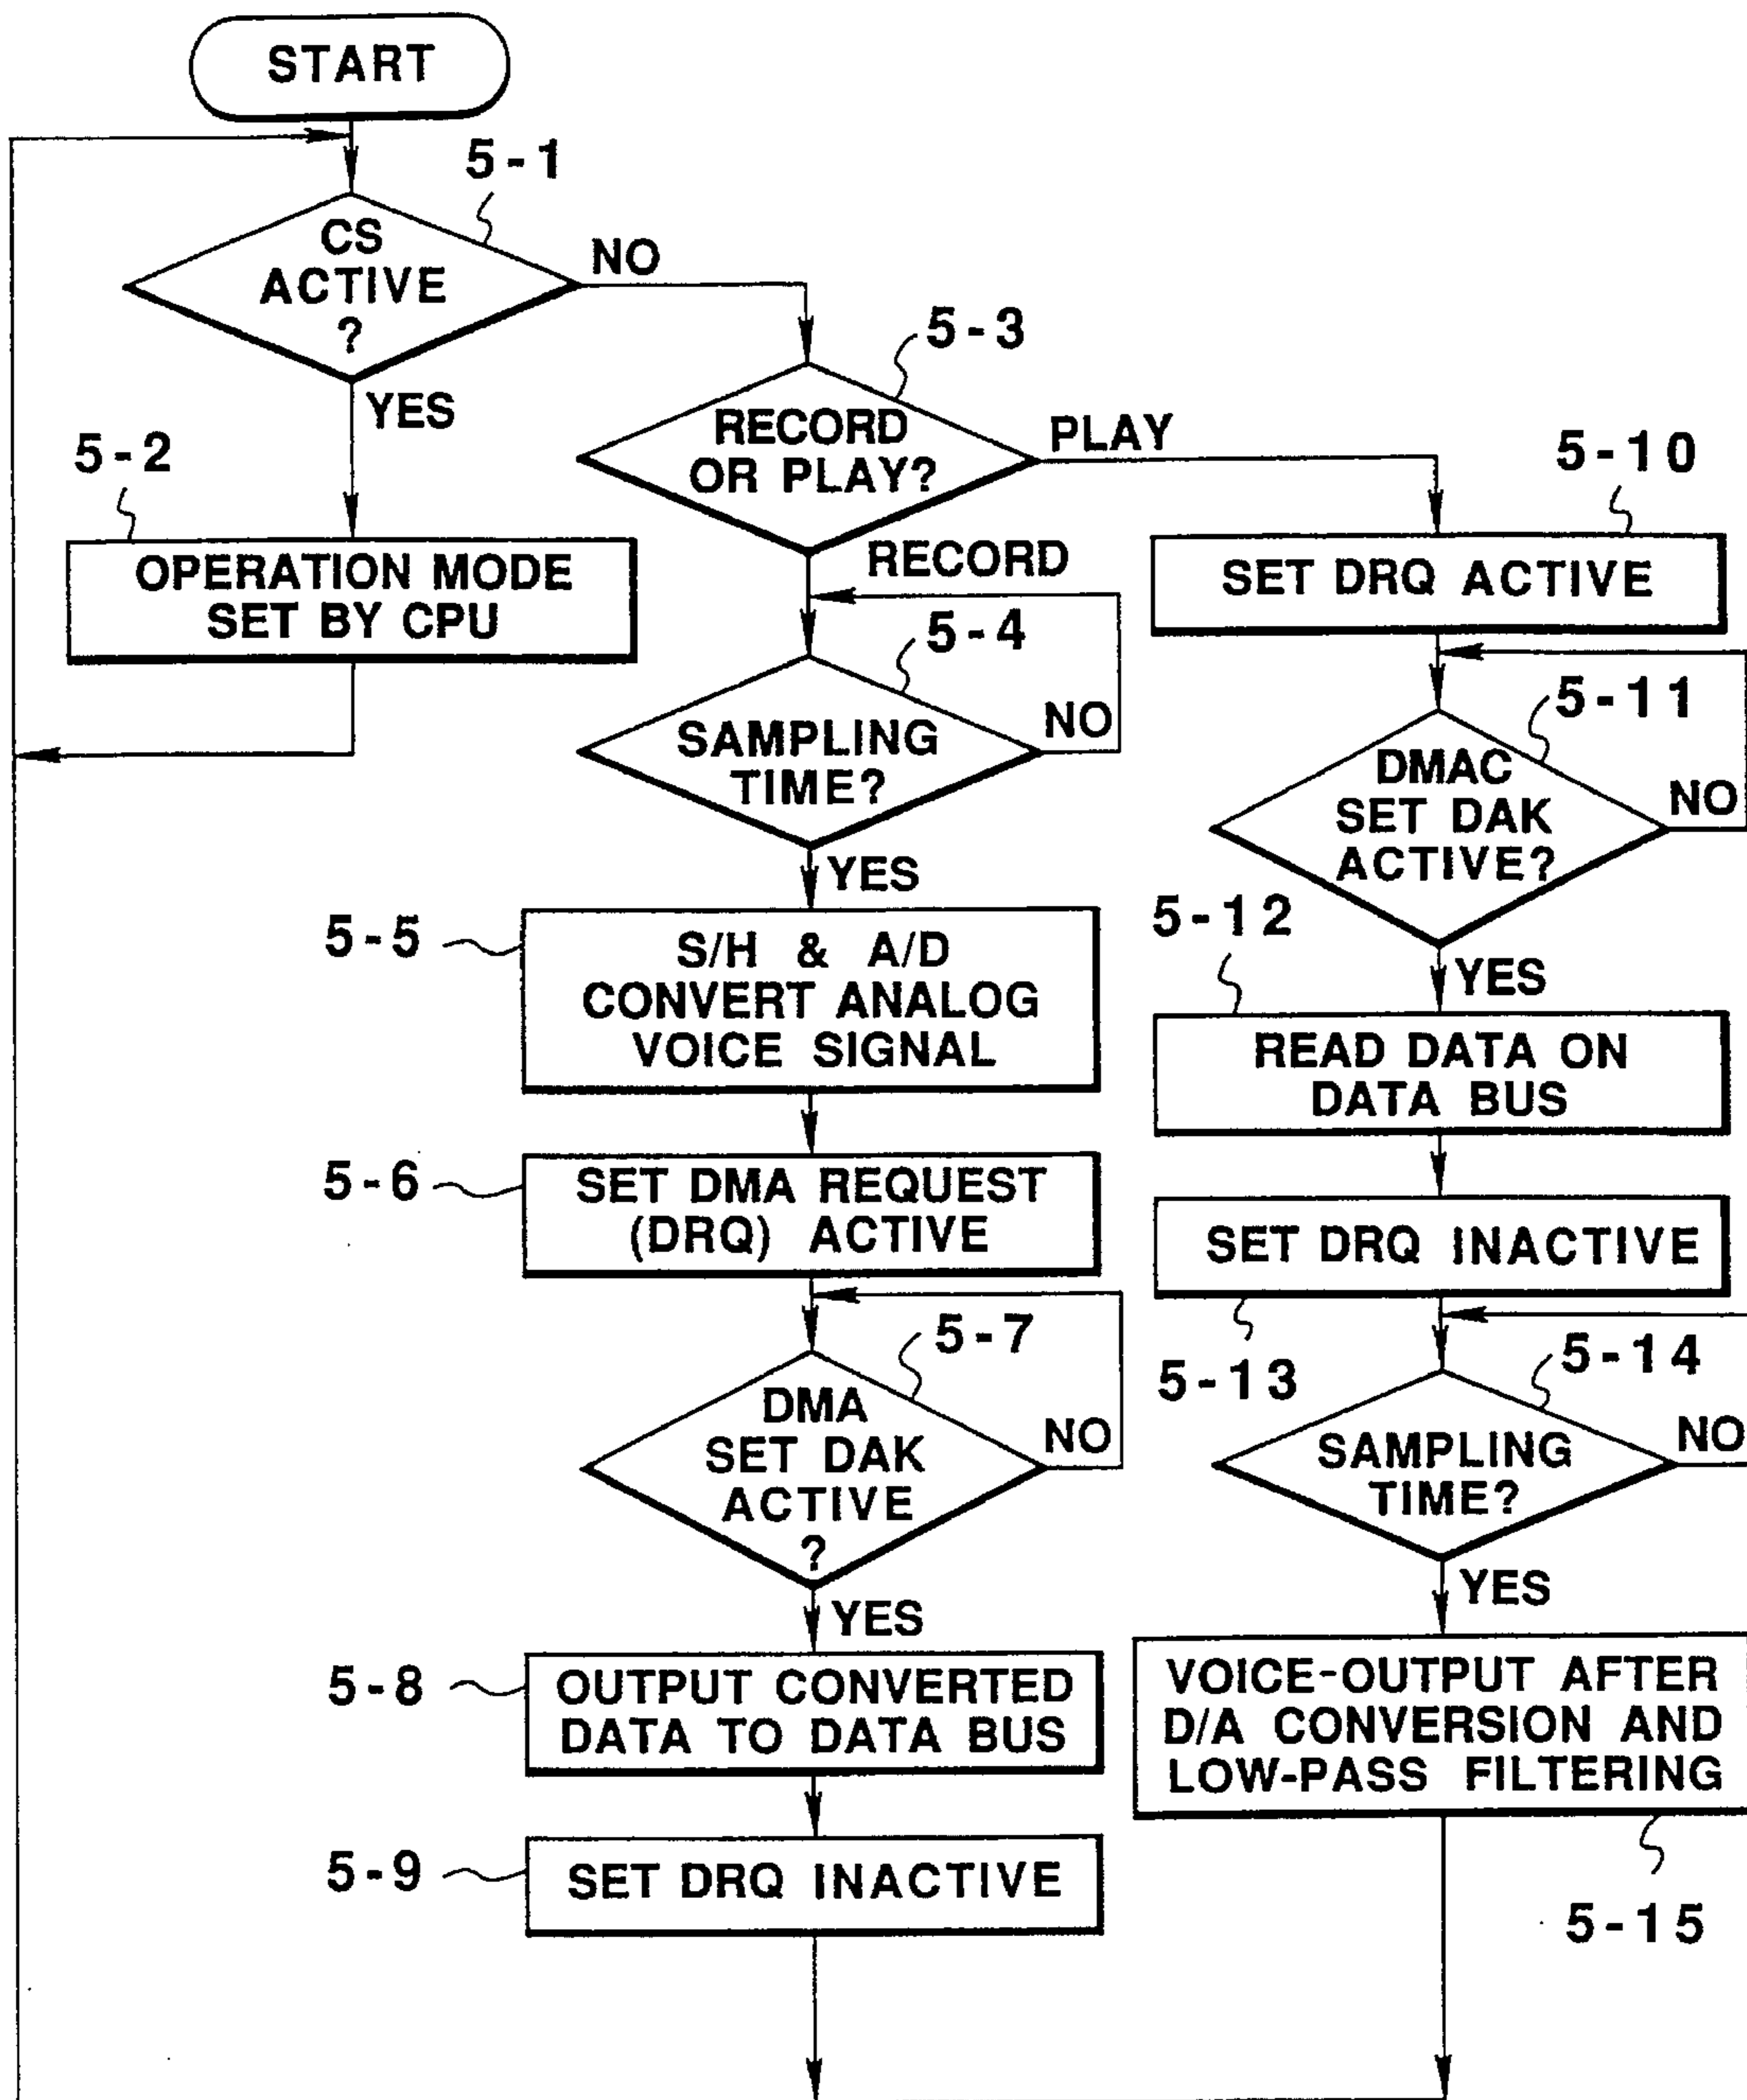 START
5-1
CS
ACTIVE
?
NO
YES
5-2
OPERATION MODE
SET BY CPU
5-3
RECORD
OR PLAY?
PLAY
RECORD
5-4
SAMPLING
TIME?
NO
YES
5-5
S/H & A/D
CONVERT ANALOG
VOICE SIGNAL
5-6
SET DMA REQUEST
(DRQ) ACTIVE
5-7
DMA
SET DAK
ACTIVE
?
NO
YES
5-8
OUTPUT CONVERTED
DATA TO DATA BUS
5-9
SET DRQ INACTIVE
5-10
SET DRQ ACTIVE
5-11
DMAC
SET DAK
ACTIVE?
NO
YES
5-12
READ DATA ON
DATA BUS
SET DRQ INACTIVE
5-13
5-14
SAMPLING
TIME?
NO
YES
VOICE-OUTPUT AFTER
D/A CONVERSION AND
LOW-PASS FILTERING
5-15